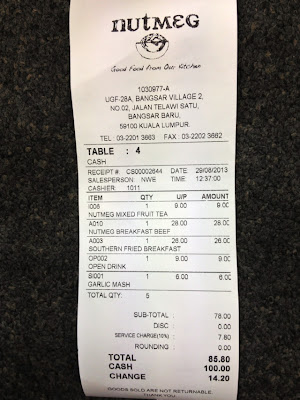 nutmeg
Good Food From Our Kitchen
1030977-A
UGF-28A, BANGSAR VILLAGE 2,
NO.02, JALAN TELAWI SATU,
BANGSAR BARU,
59100 KUALA LUMPUR.
TEL : 03-2201 3663 FAX : 03-2202 3662
TABLE : 4
CASH
RECEIPT #: CS00002644 DATE: 29/08/2013
SALESPERSON: NWE TIME: 12:37:00
CASHIER: 1011
ITEM QTY U/P AMOUNT
I006 1 9.00 9.00
NUTMEG MIXED FRUIT TEA
A010 1 28.00 28.00
NUTMEG BREAKFAST BEEF
A003 1 26.00 26.00
SOUTHERN FRIED BREAKFAST
OP002 1 9.00 9.00
OPEN DRINK
SI001 1 6.00 6.00
GARLIC MASH
TOTAL QTY: 5
SUB-TOTAL : 78.00
DISC : 0.00
SERVICE CHARGE(10%) : 7.80
ROUNDING : 0.00
TOTAL 85.80
CASH 100.00
CHANGE 14.20
GOODS SOLD ARE NOT RETURNABLE,
THANK YOU.